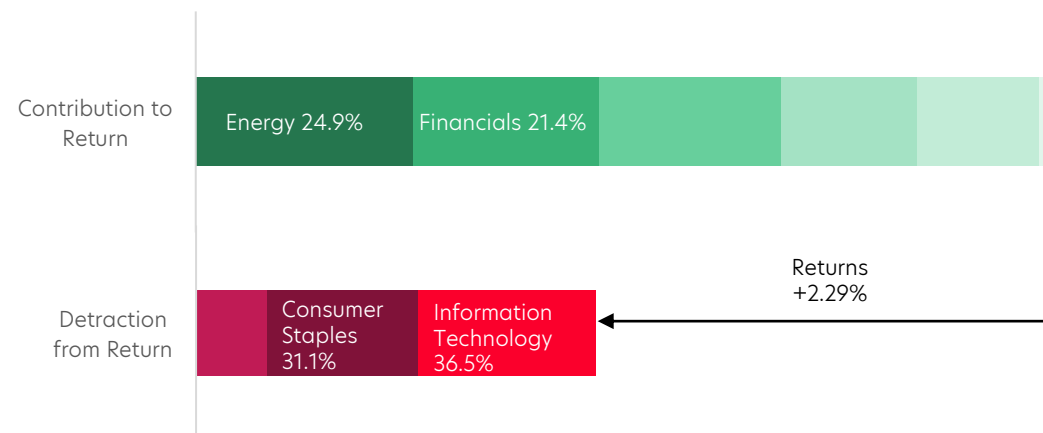 Contribution to
Return
Energy 24.9%
Financials 21.4%
Returns
+2.29%
Detraction
from Return
Consumer
Staples
31.1%
Information
Technology
36.5%